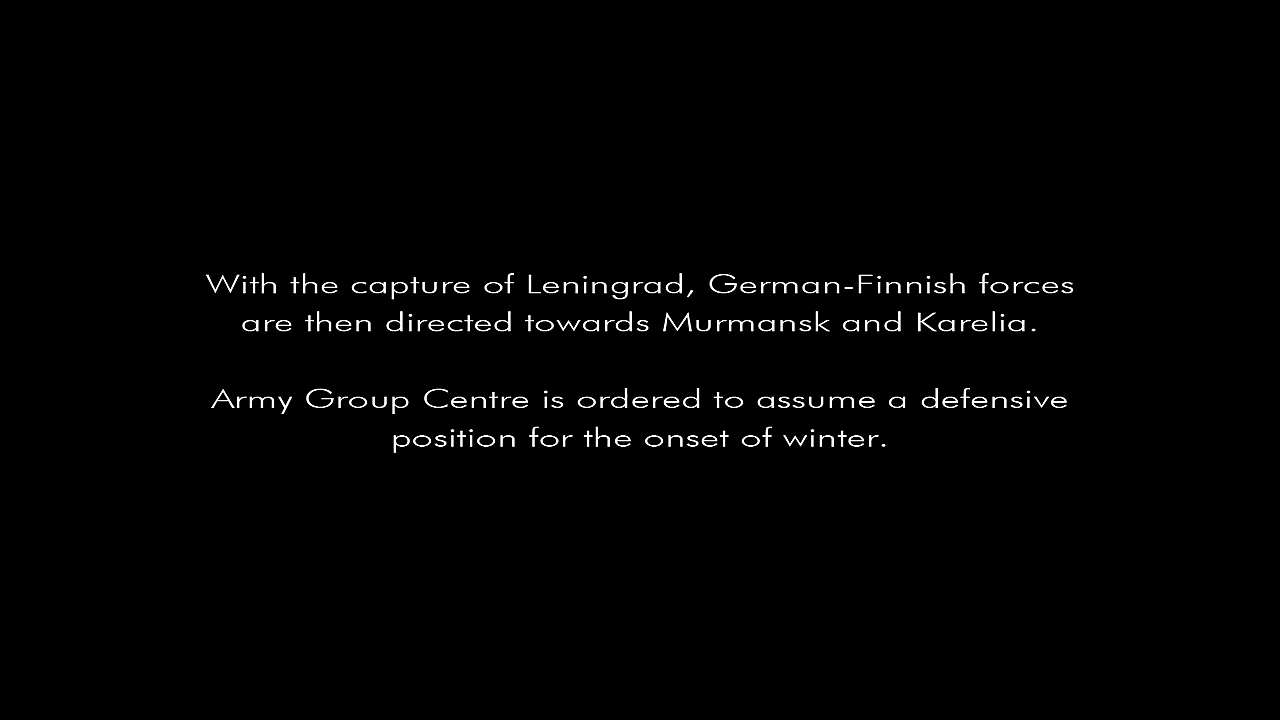 With the capture of Leningrad, German-Finnish forces
are then directed towards Murmansk and Karelia.
Army Group Centre is ordered to assume a defensive
position for the onset of winter.